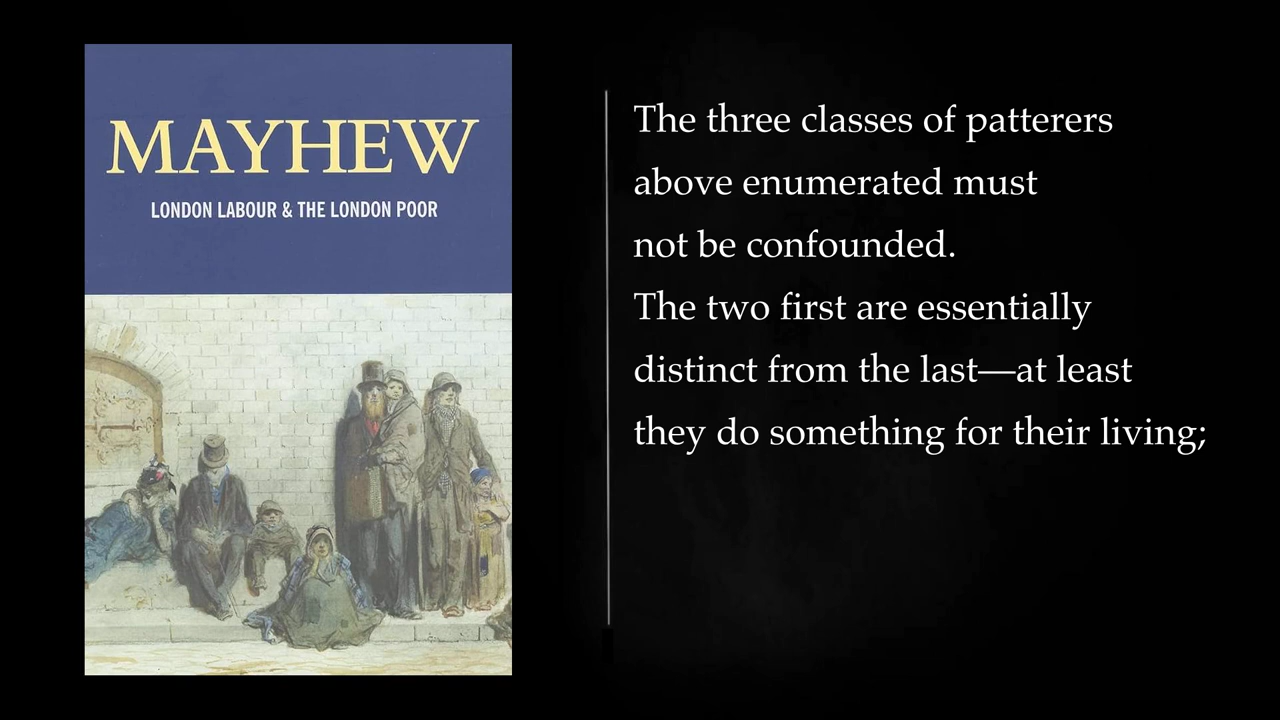 MAYHEW
LONDON LABOUR & THE LONDON POOR
The three classes of patterers
above enumerated must
not be confounded.
The two first are essentially
distinct from the last—at least
they do something for their living;